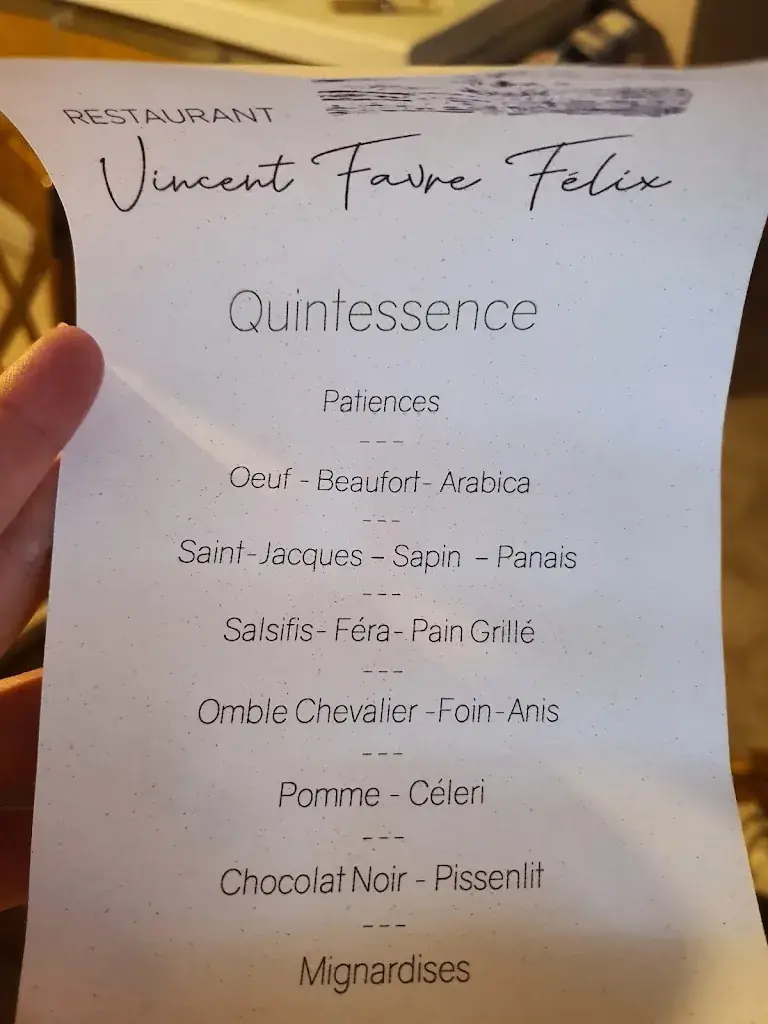 RESTAURANT
Vincent Favre Félix
Quintessence
Patiences
---
Oeuf - Beaufort- Arabica
---
Saint-Jacques – Sapin – Panais
---
Salsifis- Féra- Pain Grillé
---
Omble Chevalier -Foin-Anis
---
Pomme - Céleri
---
Chocolat Noir - Pissenlit
---
Mignardises